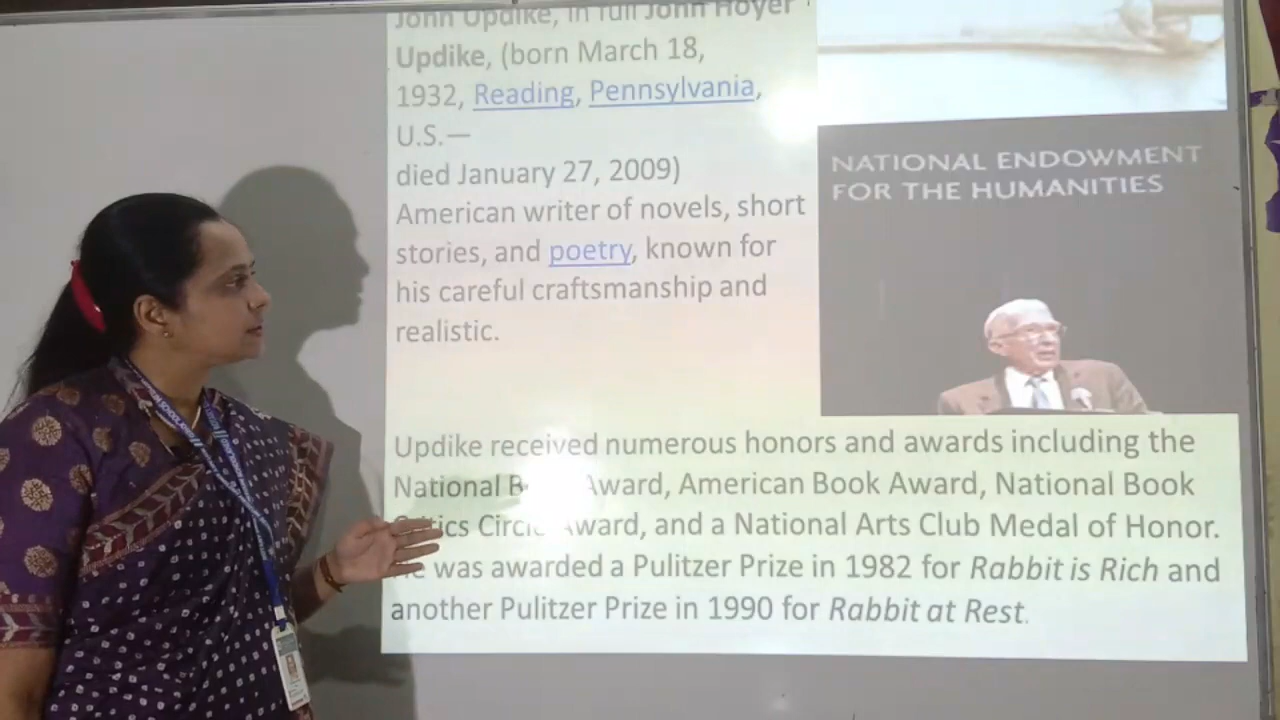 John Updike, in full John Hoyer
Updike, (born March 18,
1932, Reading, Pennsylvania,
U.S.—
died January 27, 2009)
American writer of novels, short
stories, and poetry, known for
his careful craftsmanship and
realistic.
NATIONAL ENDOWMENT
FOR THE HUMANITIES
Updike received numerous honors and awards including the
National Award, American Book Award, National Book
Critics Circle Award, and a National Arts Club Medal of Honor.
He was awarded a Pulitzer Prize in 1982 for Rabbit is Rich and
another Pulitzer Prize in 1990 for Rabbit at Rest.